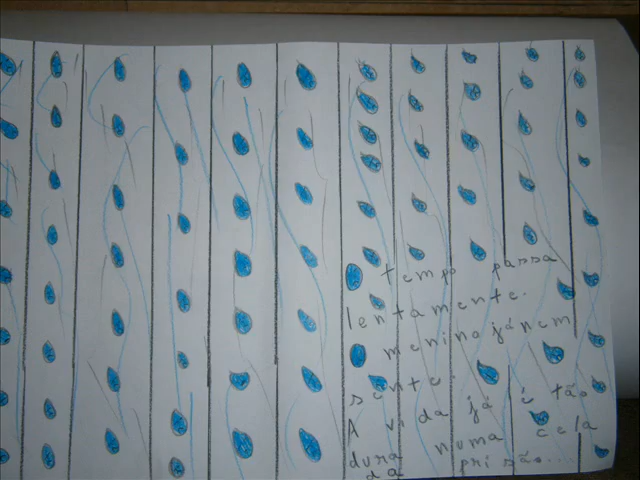 O tempo passa
lentamente.
O menino já nem
sente.
A vida já é tão
dura numa cela
da prisão....